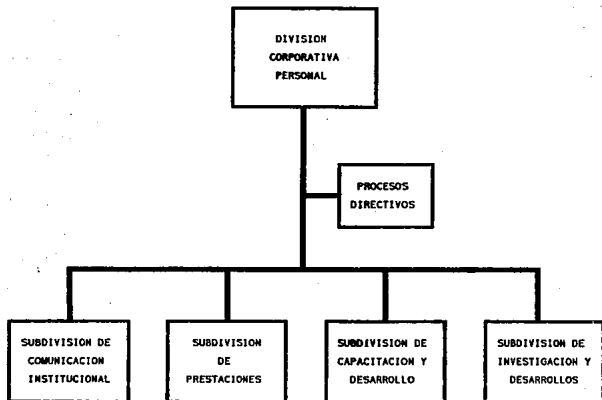 DIVISION
CORPORATIVA
PERSONAL
PROCESOS
DIRECTIVOS
SUBDIVISION DE
COMUNICACION
INSTITUCIONAL
SUBDIVISION
DE
PRESTACIONES
SUBDIVISION DE
CAPACITACION Y
DESARROLLO
SUBDIVISION DE
INVESTIGACION Y
DESARROLLOS